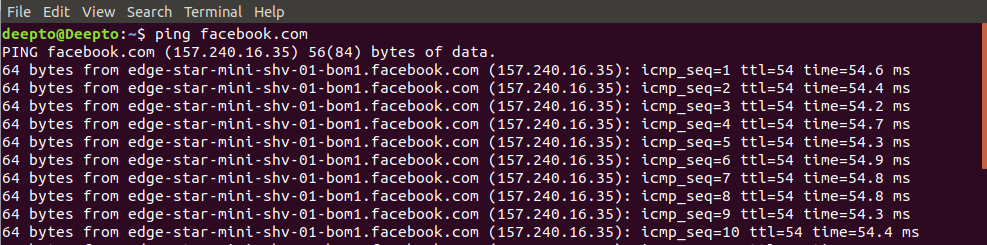 File Edit View Search Terminal Help
deepto@Deepto:~$ ping facebook.com
PING facebook.com (157.240.16.35) 56(84) bytes of data.
64 bytes from edge-star-mini-shv-01-bom1.facebook.com (157.240.16.35): icmp_seq=1 ttl=54 time=54.6 ms
64 bytes from edge-star-mini-shv-01-bom1.facebook.com (157.240.16.35): icmp_seq=2 ttl=54 time=54.4 ms
64 bytes from edge-star-mini-shv-01-bom1.facebook.com (157.240.16.35): icmp_seq=3 ttl=54 time=54.2 ms
64 bytes from edge-star-mini-shv-01-bom1.facebook.com (157.240.16.35): icmp_seq=4 ttl=54 time=54.7 ms
64 bytes from edge-star-mini-shv-01-bom1.facebook.com (157.240.16.35): icmp_seq=5 ttl=54 time=54.3 ms
64 bytes from edge-star-mini-shv-01-bom1.facebook.com (157.240.16.35): icmp_seq=6 ttl=54 time=54.9 ms
64 bytes from edge-star-mini-shv-01-bom1.facebook.com (157.240.16.35): icmp_seq=7 ttl=54 time=54.8 ms
64 bytes from edge-star-mini-shv-01-bom1.facebook.com (157.240.16.35): icmp_seq=8 ttl=54 time=54.8 ms
64 bytes from edge-star-mini-shv-01-bom1.facebook.com (157.240.16.35): icmp_seq=9 ttl=54 time=54.3 ms
64 bytes from edge-star-mini-shv-01-bom1.facebook.com (157.240.16.35): icmp_seq=10 ttl=54 time=54.4 ms